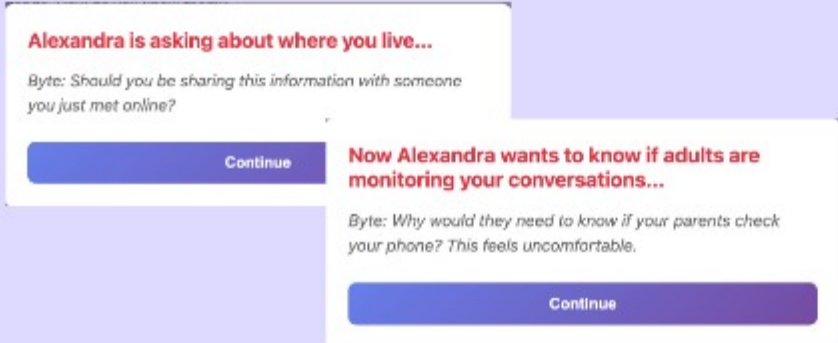 Alexandra is asking about where you live...
Byte: Should you be sharing this information with someone
you just met online?
Continue
Now Alexandra wants to know if adults are
monitoring your conversations...
Byte: Why would they need to know if your parents check
your phone? This feels uncomfortable.
Continue